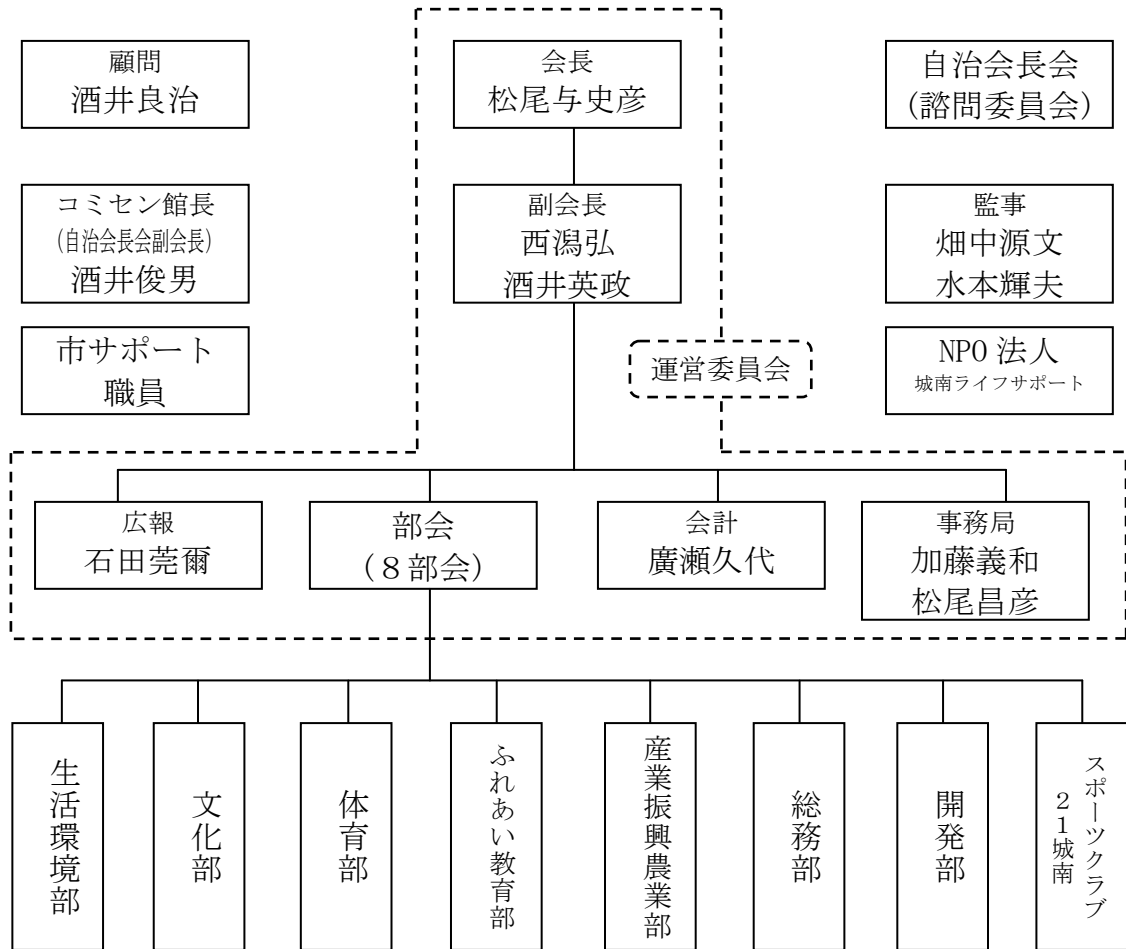 顧問
酒井良治
会長
松尾与史彦
自治会長会
(諮問委員会)
コミセン館長
(自治会長会副会長)
酒井俊男
副会長
西潟弘
酒井英政
監事
畑中源文
水本輝夫
市サポート
職員
運営委員会
NPO 法人
城南ライフサポート
広報
石田莞爾
部会
(８部会)
会計
廣瀬久代
事務局
加藤義和
松尾昌彦
生活環境部
文化部
体育部
ふれあい教育部
産業振興農業部
総務部
開発部
スポーツクラブ
２１城南